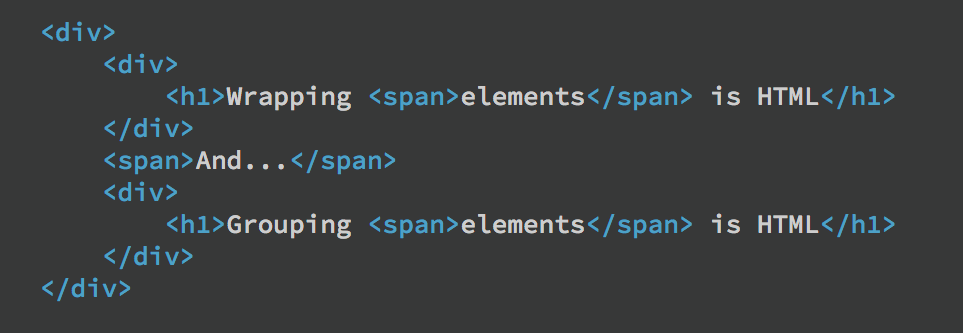 <div>
    <div>
        <h1>Wrapping <span>elements</span> is HTML</h1>
    </div>
    <span>And...</span>
    <div>
        <h1>Grouping <span>elements</span> is HTML</h1>
    </div>
</div>